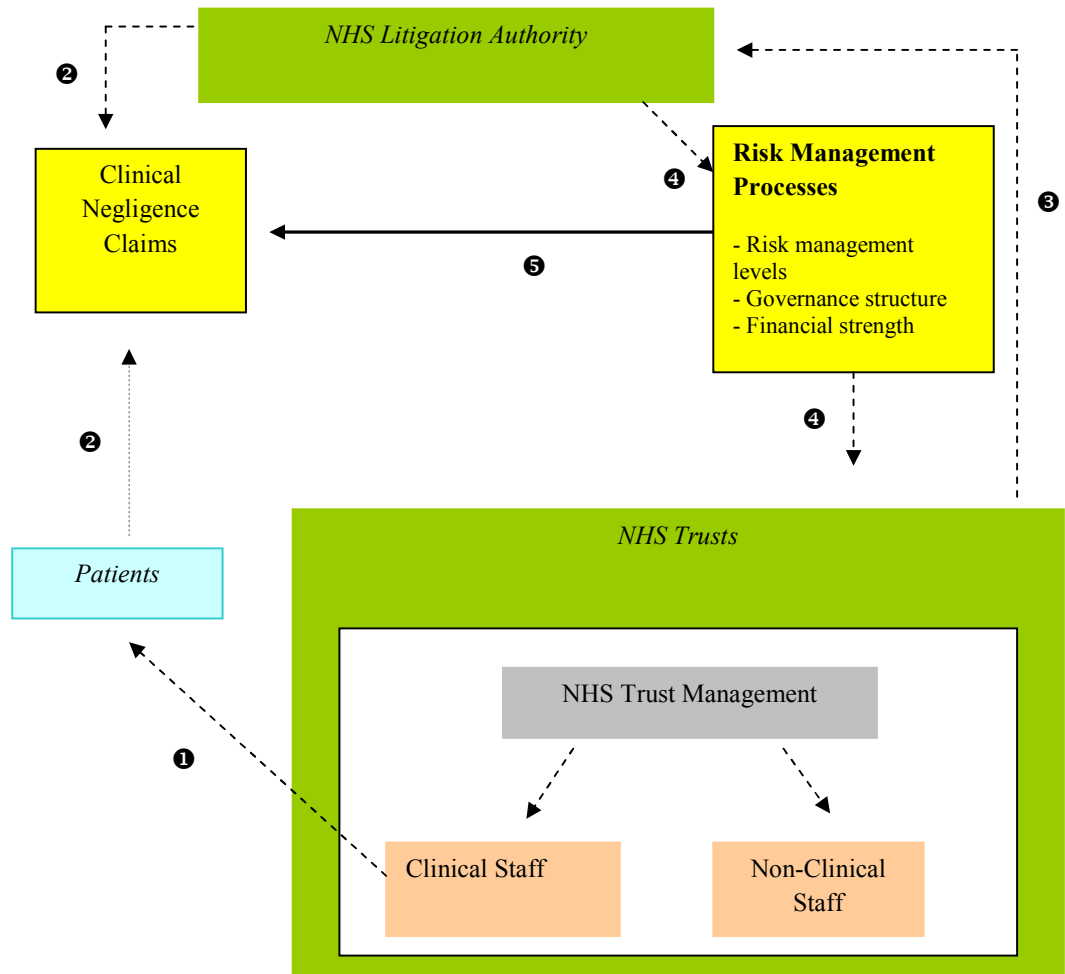 NHS Litigation Authority
❷
Clinical
Negligence
Claims
❹
Risk Management
Processes
- Risk management
levels
- Governance structure
- Financial strength
❸
❺
❹
❷
Patients
NHS Trusts
NHS Trust Management
❶
Clinical Staff
Non-Clinical
Staff